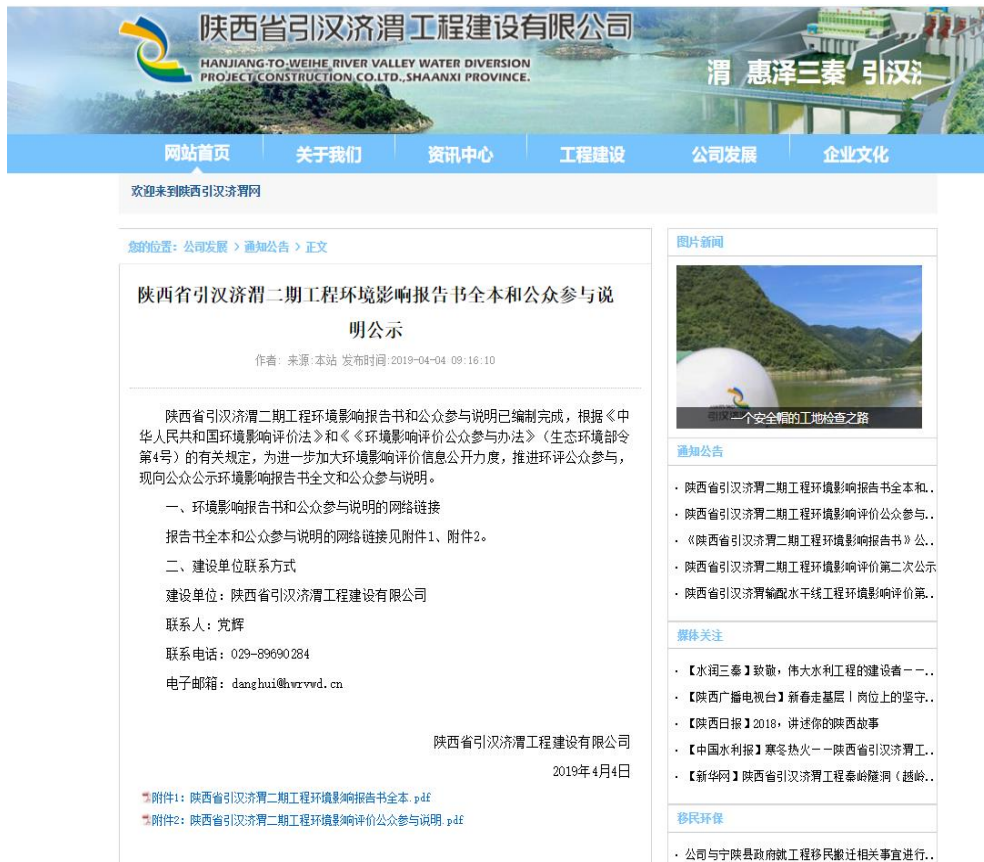 陕西省引汉济渭工程建设有限公司
HANJIANG-TO-WEIHE RIVER VALLEY WATER DIVERSION
PROJECT CONSTRUCTION CO.LTD.,SHAANXI PROVINCE.
渭 惠泽三秦 引汉
网站首页 关于我们 资讯中心 工程建设 公司发展 企业文化
欢迎来到陕西引汉济渭网
您的位置：公司发展 > 通知公告 > 正文
陕西省引汉济渭二期工程环境影响报告书全本和公众参与说
明公示
作者： 来源:本站 发布时间:2019-04-04 09:16:10
陕西省引汉济渭二期工程环境影响报告书和公众参与说明已编制完成，根据《中
华人民共和国环境影响评价法》和《《环境影响评价公众参与办法》（生态环境部令
第4号）的有关规定，为进一步加大环境影响评价信息公开力度，推进环评公众参与，
现向公众公示环境影响报告书全文和公众参与说明。
一、环境影响报告书和公众参与说明的网络链接
报告书全本和公众参与说明的网络链接见附件1、附件2。
二、建设单位联系方式
建设单位：陕西省引汉济渭工程建设有限公司
联系人：党辉
联系电话：029-89690284
电子邮箱：danghui@hwrvwd.cn
陕西省引汉济渭工程建设有限公司
2019年4月4日
附件1：陕西省引汉济渭二期工程环境影响报告书全本.pdf
附件2：陕西省引汉济渭二期工程环境影响评价公众参与说明.pdf
图片新闻
一个安全帽的工地检查之路
通知公告
· 陕西省引汉济渭二期工程环境影响报告书全本和..
· 陕西省引汉济渭二期工程环境影响评价公众参与..
· 《陕西省引汉济渭二期工程环境影响报告书》公..
· 陕西省引汉济渭二期工程环境影响评价第二次公示
· 陕西省引汉济渭输配水干线工程环境影响评价第..
媒体关注
· 【水润三秦】致敬，伟大水利工程的建设者——..
· 【陕西广播电视台】新春走基层丨岗位上的坚守..
· 【陕西日报】2018，讲述你的陕西故事
· 【中国水利报】寒冬热火——陕西省引汉济渭工..
· 【新华网】陕西省引汉济渭工程秦岭隧洞（越岭..
移民环保
· 公司与宁陕县政府就工程移民搬迁相关事宜进行..